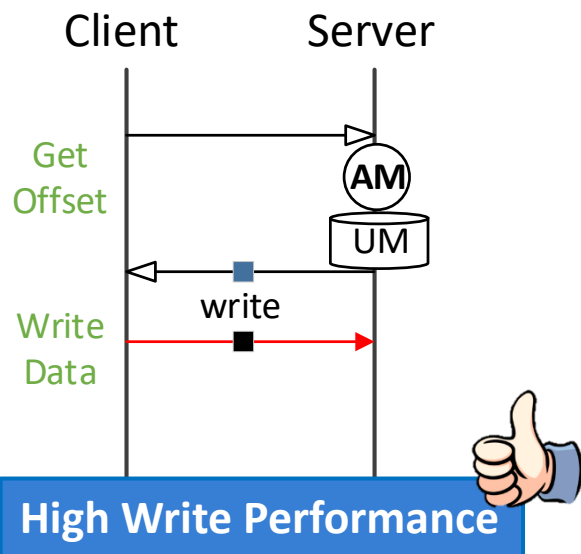 Client
Server
Get
Offset
AM
UM
write
Write
Data
High Write Performance